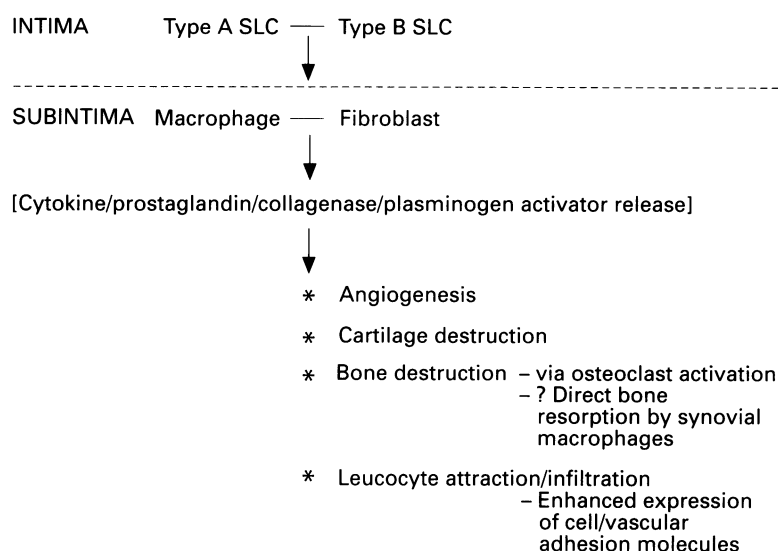 INTIMA Type A SLC — Type B SLC
SUBINTIMA Macrophage — Fibroblast
[Cytokine/prostaglandin/collagenase/plasminogen activator release]
* Angiogenesis
* Cartilage destruction
* Bone destruction – via osteoclast activation
– ? Direct bone
resorption by synovial
macrophages
* Leucocyte attraction/infiltration
– Enhanced expression
of cell/vascular
adhesion molecules